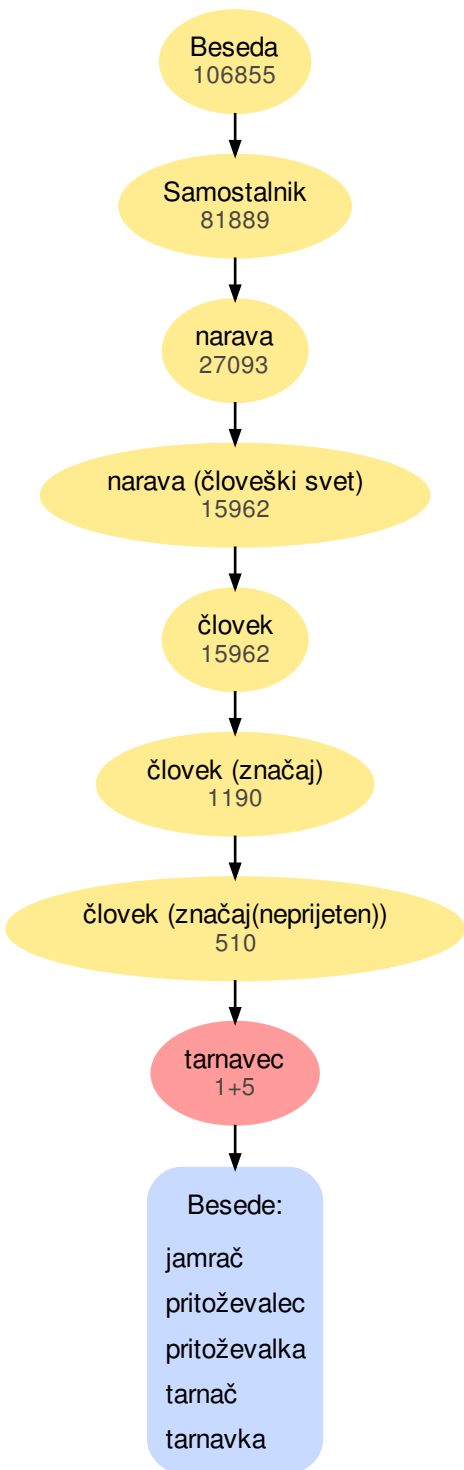 Beseda
106855
Samostalnik
81889
narava
27093
narava (človeški svet)
15962
človek
15962
človek (značaj)
1190
človek (značaj(neprijeten))
510
tarnavec
1+5
Besede:
jamrač
pritoževalec
pritoževalka
tarnač
tarnavka